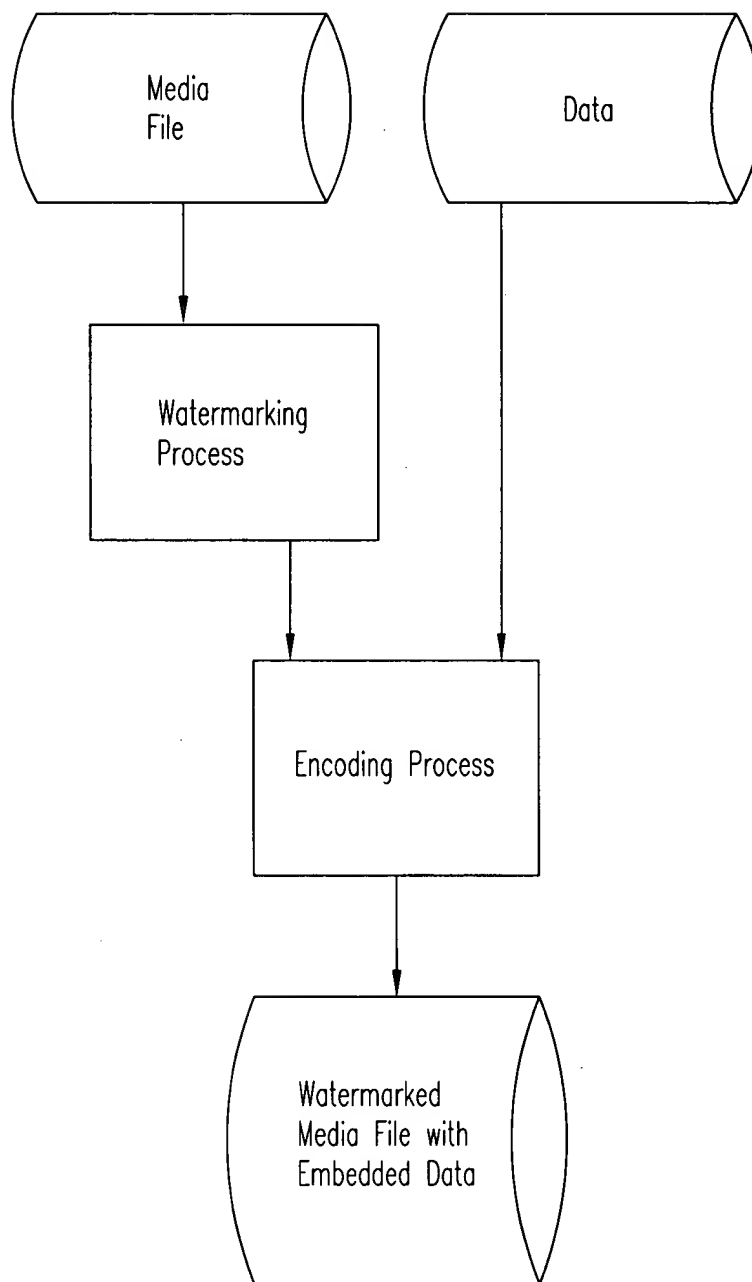 Media
File
Data
Watermarking
Process
Encoding Process
Watermarked
Media File with
Embedded Data